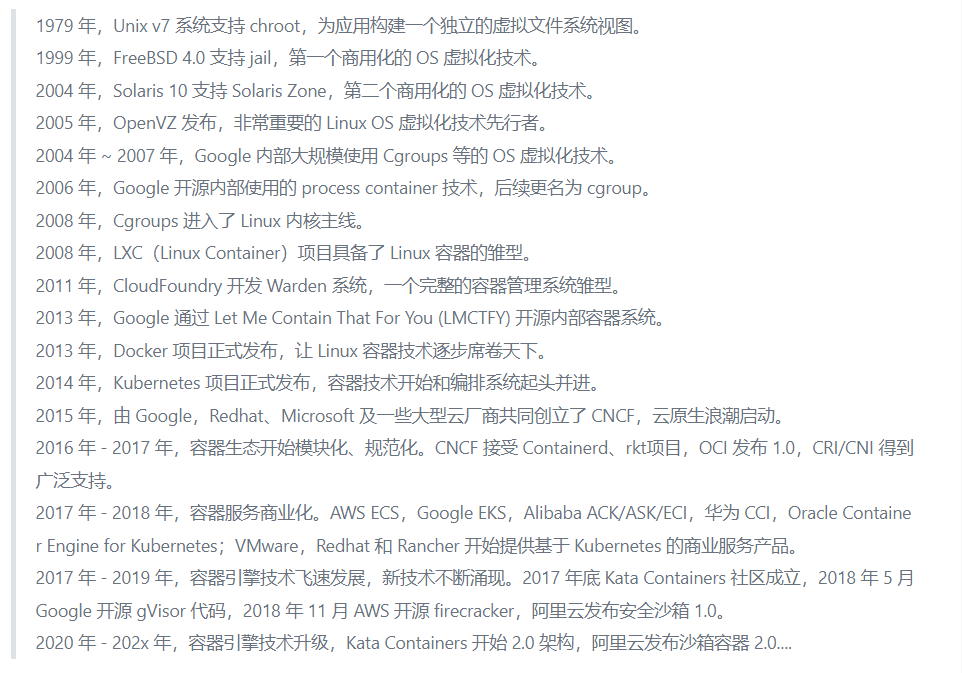 1979 年，Unix v7 系统支持 chroot，为应用构建一个独立的虚拟文件系统视图。
1999 年，FreeBSD 4.0 支持 jail，第一个商用化的 OS 虚拟化技术。
2004 年，Solaris 10 支持 Solaris Zone，第二个商用化的 OS 虚拟化技术。
2005 年，OpenVZ 发布，非常重要的 Linux OS 虚拟化技术先行者。
2004 年 ~ 2007 年，Google 内部大规模使用 Cgroups 等的 OS 虚拟化技术。
2006 年，Google 开源内部使用的 process container 技术，后续更名为 cgroup。
2008 年，Cgroups 进入了 Linux 内核主线。
2008 年，LXC（Linux Container）项目具备了 Linux 容器的雏型。
2011 年，CloudFoundry 开发 Warden 系统，一个完整的容器管理系统雏型。
2013 年，Google 通过 Let Me Contain That For You (LMCTFY) 开源内部容器系统。
2013 年，Docker 项目正式发布，让 Linux 容器技术逐步席卷天下。
2014 年，Kubernetes 项目正式发布，容器技术开始和编排系统起头并进。
2015 年，由 Google，Redhat、Microsoft 及一些大型云厂商共同创立了 CNCF，云原生浪潮启动。
2016 年 - 2017 年，容器生态开始模块化、规范化。CNCF 接受 Containerd、rkt项目，OCI 发布 1.0，CRI/CNI 得到
广泛支持。
2017 年 - 2018 年，容器服务商业化。AWS ECS，Google EKS，Alibaba ACK/ASK/ECI，华为 CCI，Oracle Containe
r Engine for Kubernetes；VMware，Redhat 和 Rancher 开始提供基于 Kubernetes 的商业服务产品。
2017 年 - 2019 年，容器引擎技术飞速发展，新技术不断涌现。2017 年底 Kata Containers 社区成立，2018 年 5 月
Google 开源 gVisor 代码，2018 年 11 月 AWS 开源 firecracker，阿里云发布安全沙箱 1.0。
2020 年 - 202x 年，容器引擎技术升级，Kata Containers 开始 2.0 架构，阿里云发布沙箱容器 2.0....